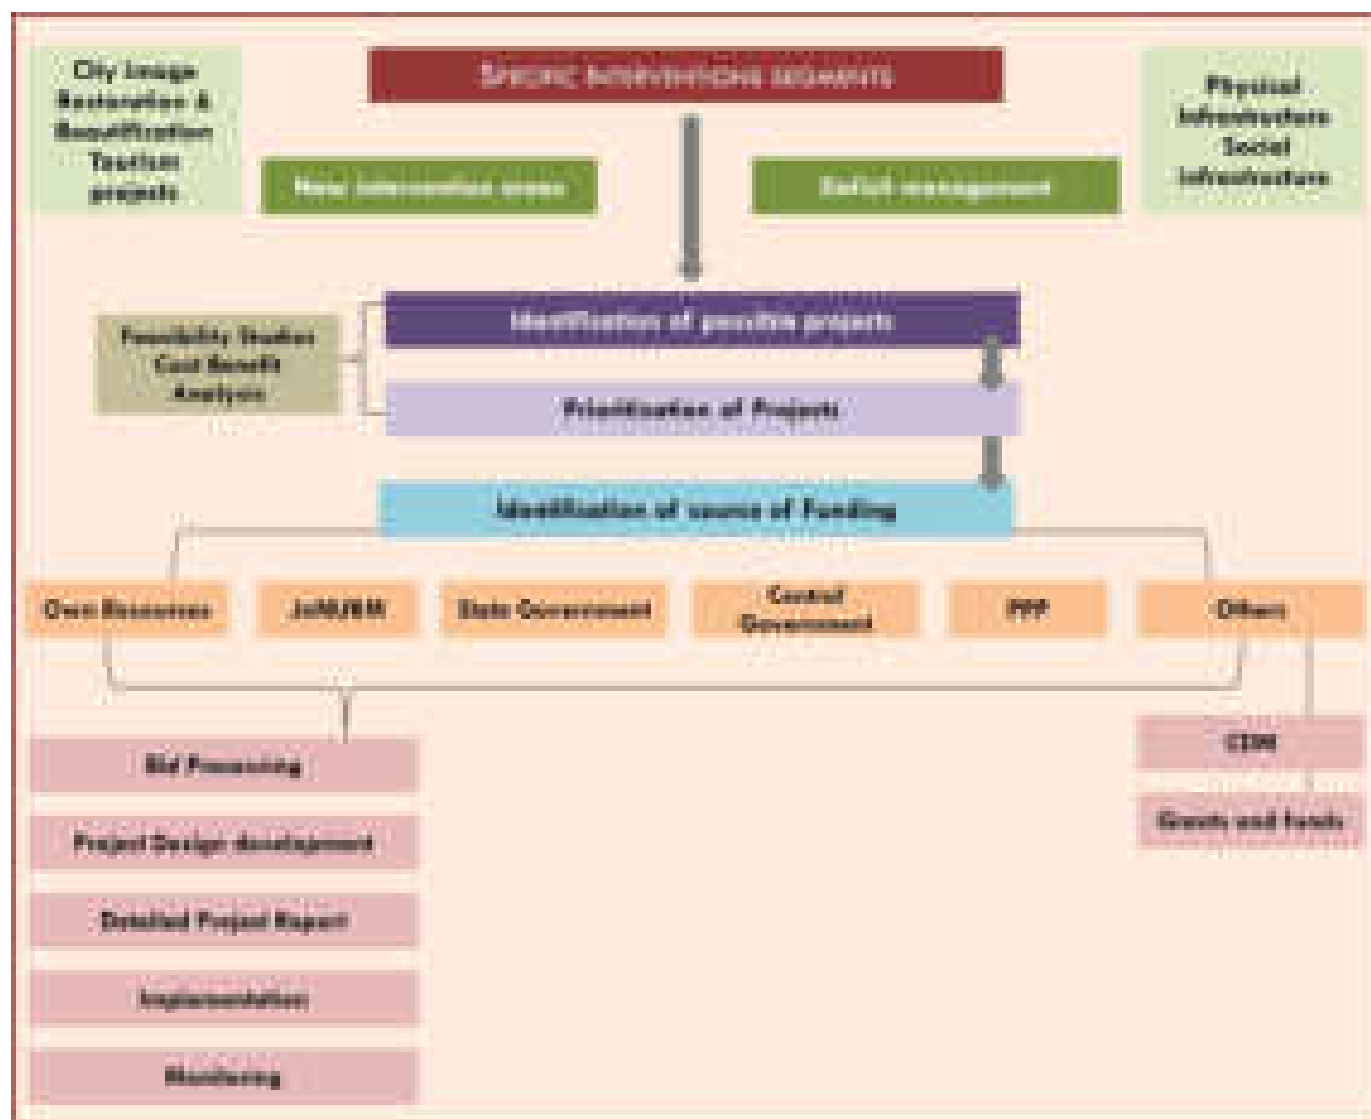 SPECIFIC INTERVENTIONS SEGMENTS
City Image
Restoration &
Beautification
Tourism
projects
Physical
Infrastructure
Social
Infrastructure
New intervention areas
Deficit management
Identification of possible projects
Feasibility Studies
Cost Benefit
Analysis
Prioritisation of Projects
Identification of source of Funding
Own Resources
JnNURM
State Government
Central
Government
PPP
Others
Bid Processing
CDM
Project Design development
Grants and Funds
Detailed Project Report
Implementation
Monitoring